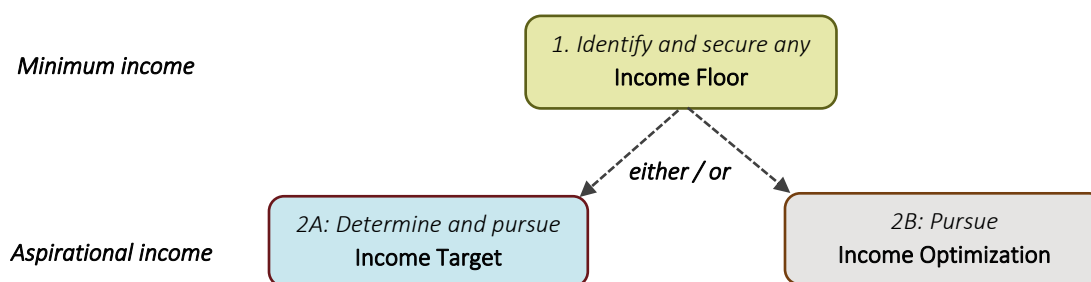 1. Identify and secure any
Minimum income
Income Floor
either / or
2A: Determine and pursue
2B: Pursue
Aspirational income
Income Target
Income Optimization